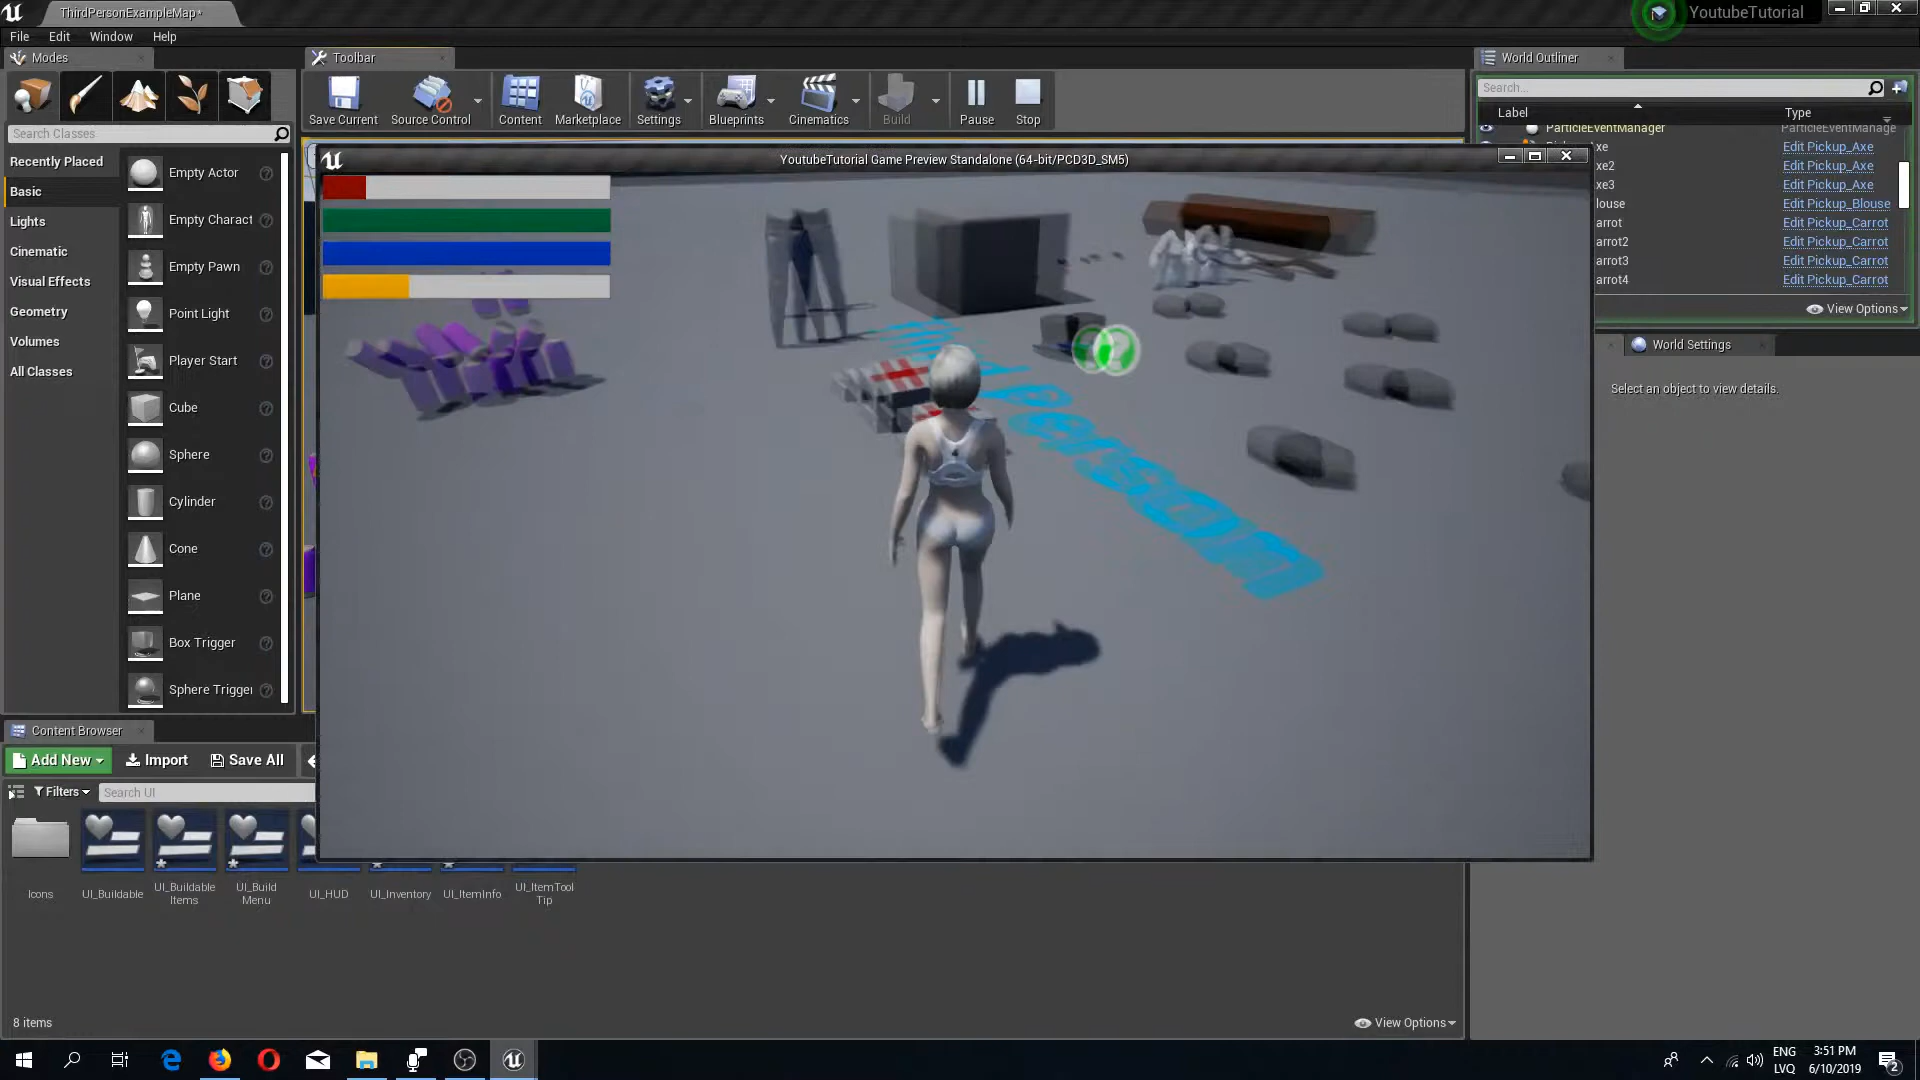 ThirdPersonExampleMap*
YoutubeTutorial
File Edit Window Help
Modes
Toolbar
World Outliner
Save Current
Source Control
Content
Marketplace
Settings
Blueprints
Cinematics
Build
Pause
Stop
Search...
Label
Type
Search Classes
ParticleEventManager
ParticleEventManage
YoutubeTutorial Game Preview Standalone (64-bit/PCD3D_SM5)
xe
Edit Pickup_Axe
xe2
Edit Pickup_Axe
xe3
Edit Pickup_Axe
louse
Edit Pickup_Blouse
arrot
Edit Pickup_Carrot
arrot2
Edit Pickup_Carrot
arrot3
Edit Pickup_Carrot
arrot4
Edit Pickup_Carrot
View Options
World Settings
Select an object to view details.
Recently Placed
Basic
Lights
Cinematic
Visual Effects
Geometry
Volumes
All Classes
Empty Actor
Empty Charact
Empty Pawn
Point Light
Player Start
Cube
Sphere
Cylinder
Cone
Plane
Box Trigger
Sphere Trigger
Person
Content Browser
Add New
Import
Save All
Filters
Search UI
Icons
UI_Buildable
UI_Buildable
Items
UI_Build
Menu
UI_HUD
UI_Inventory
UI_ItemInfo
UI_ItemTool
Tip
8 items
View Options
ENG
LVQ
3:51 PM
6/10/2019
2